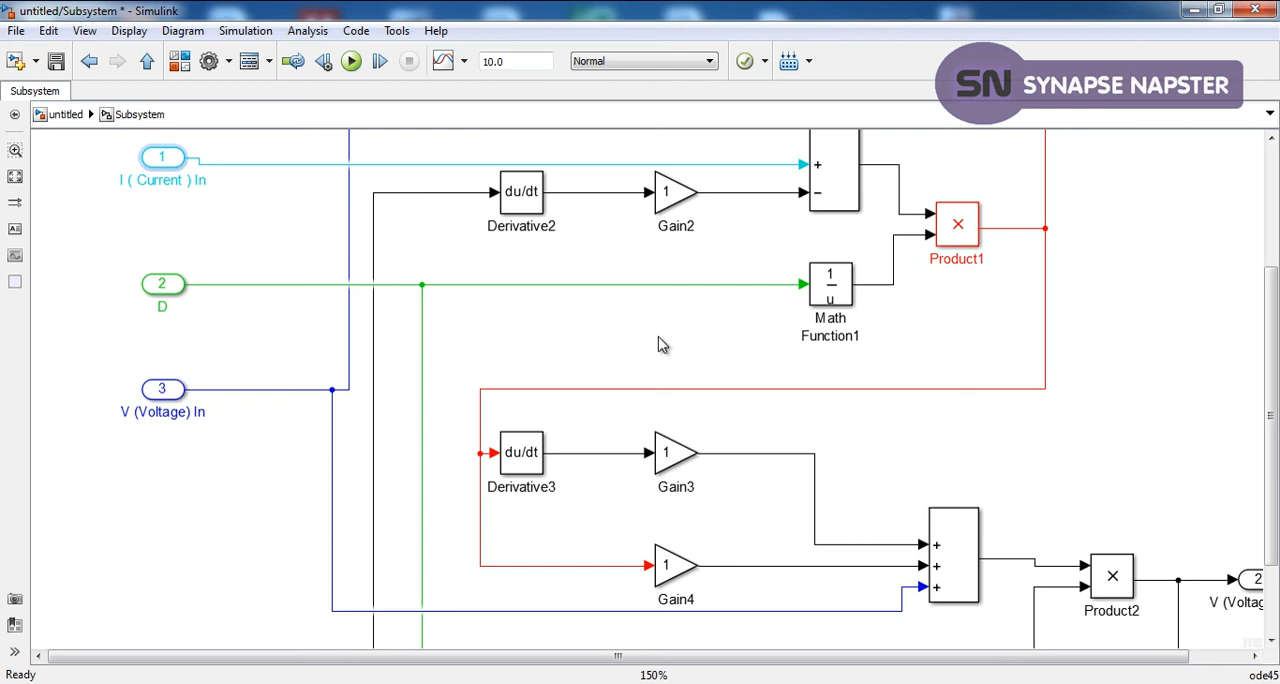 untitled/Subsystem * - Simulink
File Edit View Display Diagram Simulation Analysis Code Tools Help
10.0 Normal
SN SYNAPSE NAPSTER
Subsystem
untitled Subsystem
1
I ( Current ) In
+
−
du/dt
Derivative2
1
Gain2
×
Product1
2
D
1
u
Math
Function1
3
V (Voltage) In
du/dt
Derivative3
1
Gain3
1
Gain4
+
+
+
×
Product2
2
V (Voltag
Ready 150% ode45